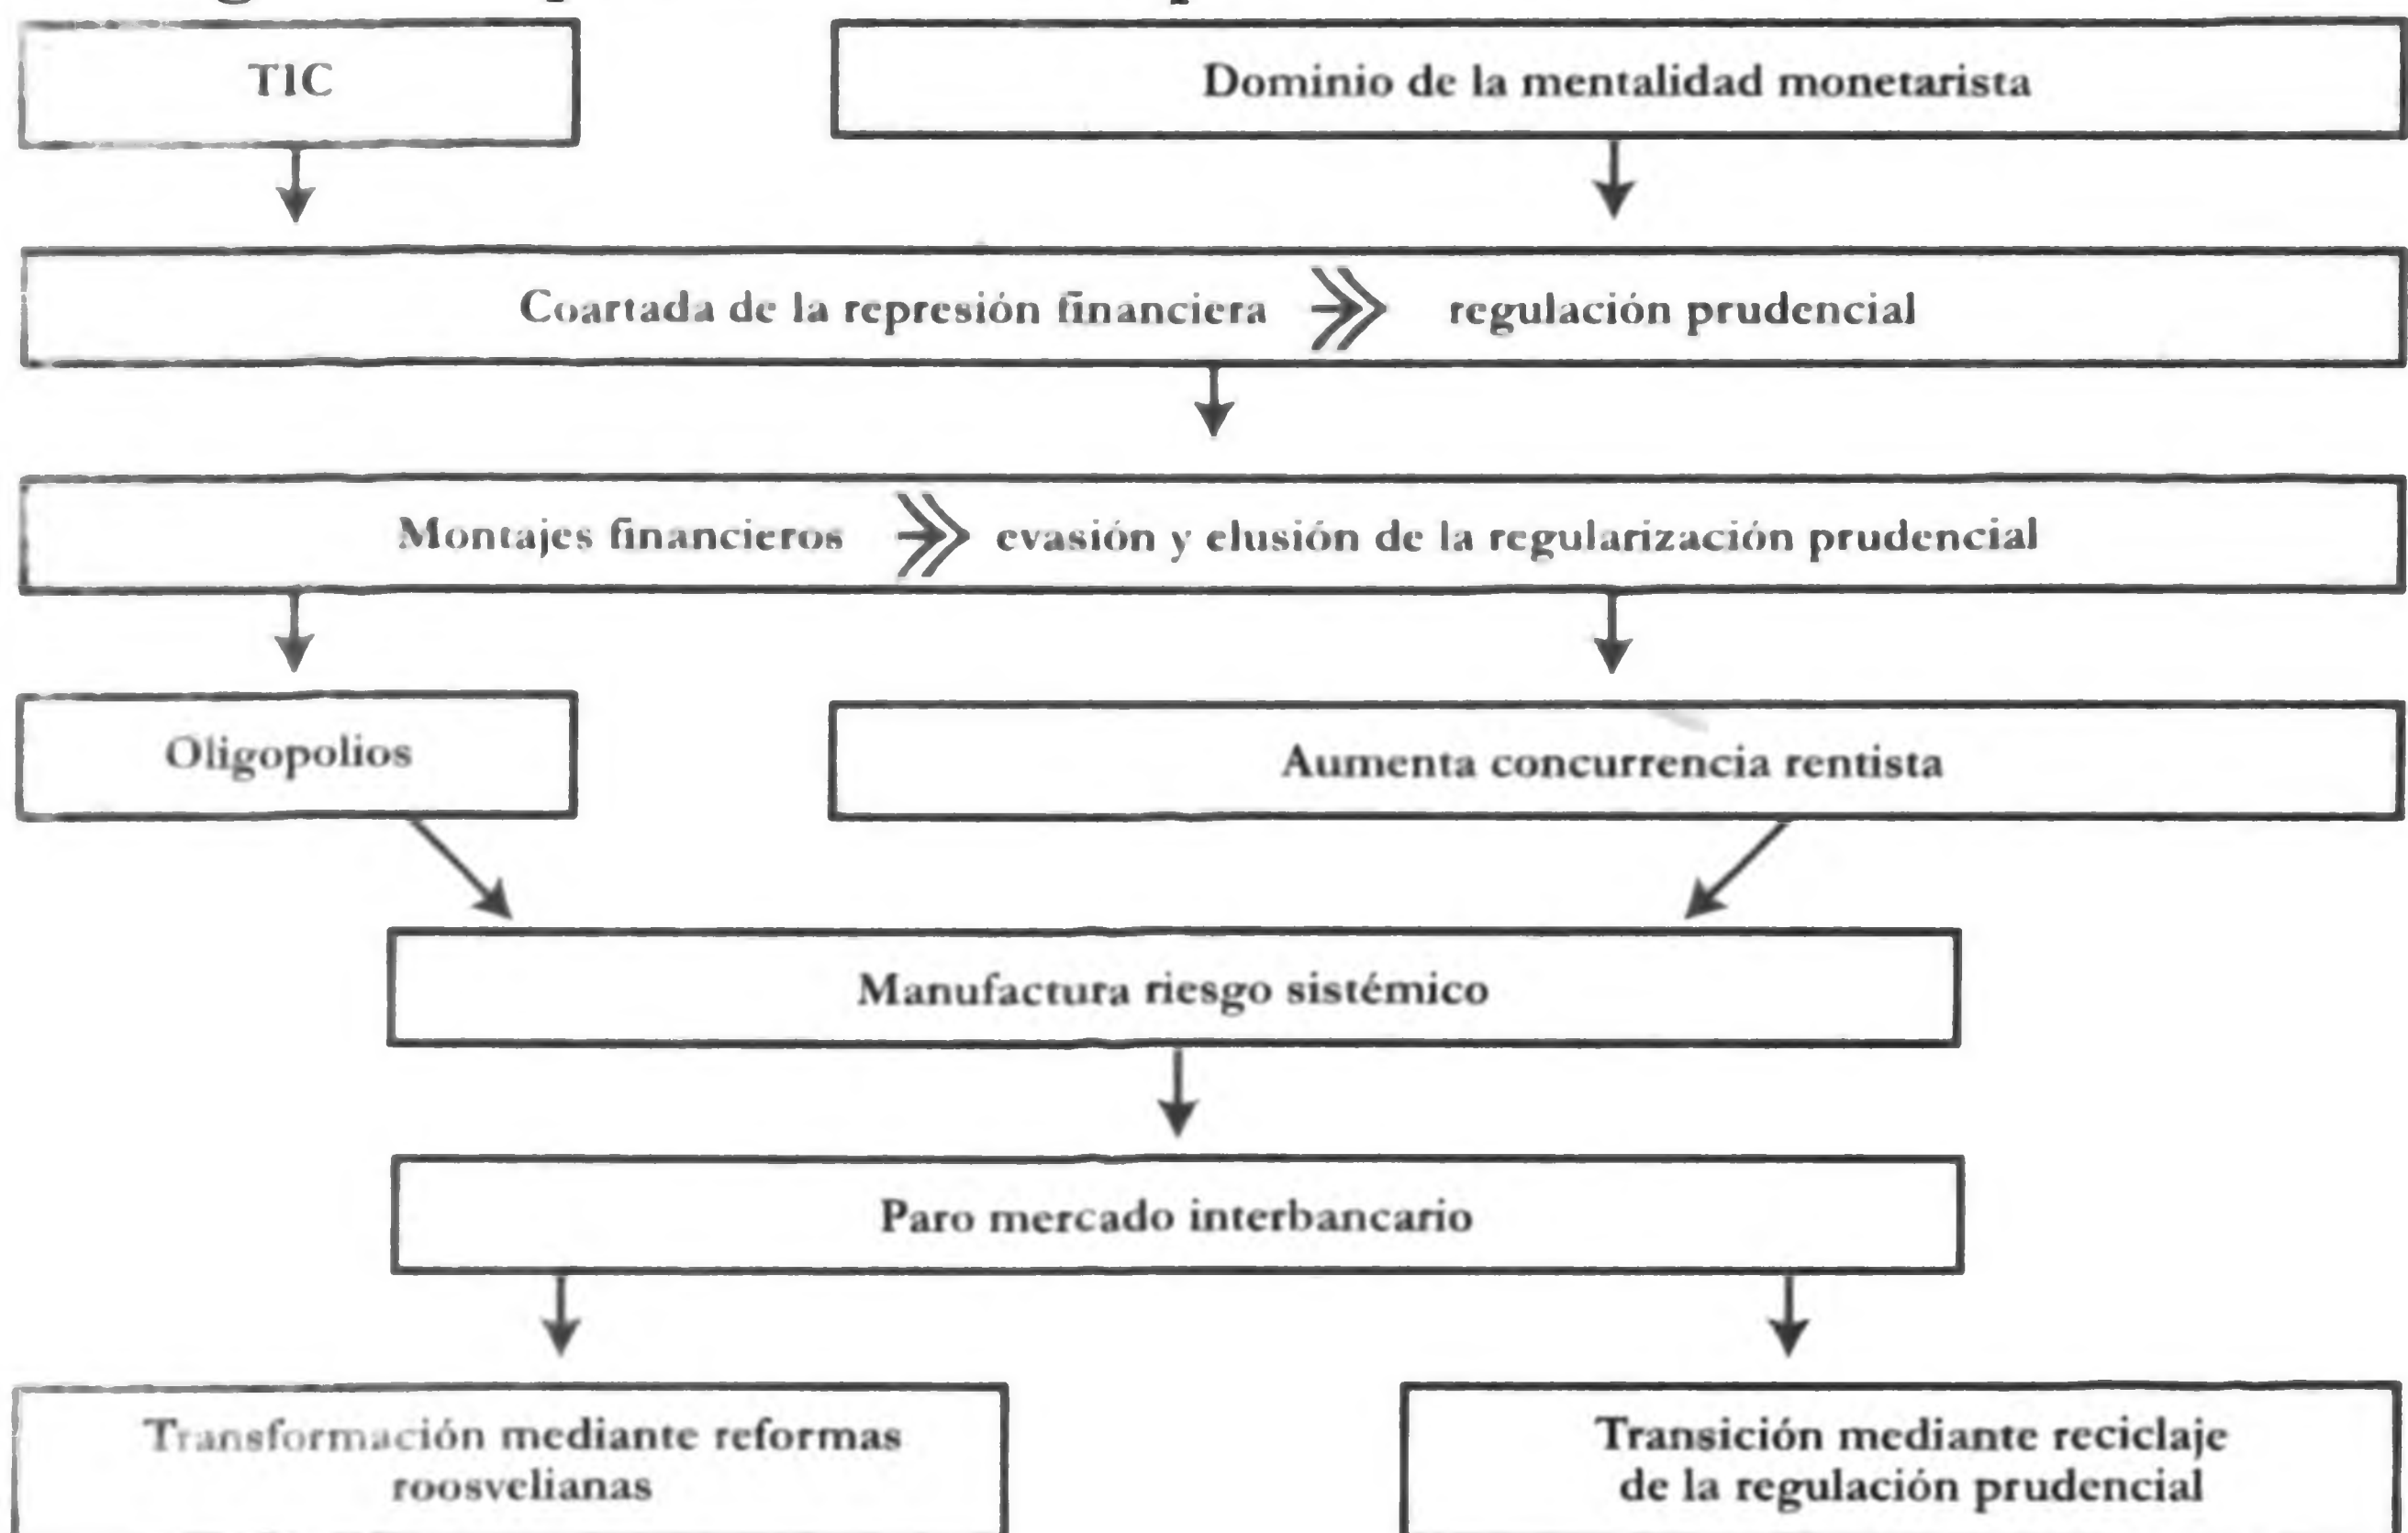 TIC
Dominio de la mentalidad monetarista
Coartada de la represión financiera regulación prudencial
Montajes financieros evasión y elusión de la regularización prudencial
Oligopolios
Aumenta concurrencia rentista
Manufactura riesgo sistémico
Paro mercado interbancario
Transformación mediante reformas
roosvelianas
Transición mediante reciclaje
de la regulación prudencial